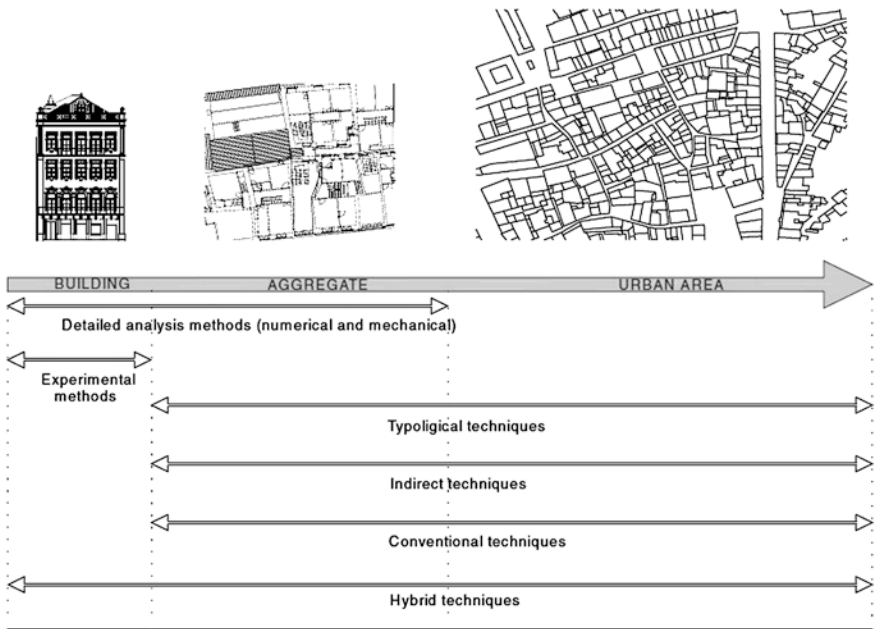 BUILDING AGGREGATE URBAN AREA
Detailed analysis methods (numerical and mechanical)
Experimental
methods
Typoligical techniques
Indirect techniques
Conventional techniques
Hybrid techniques